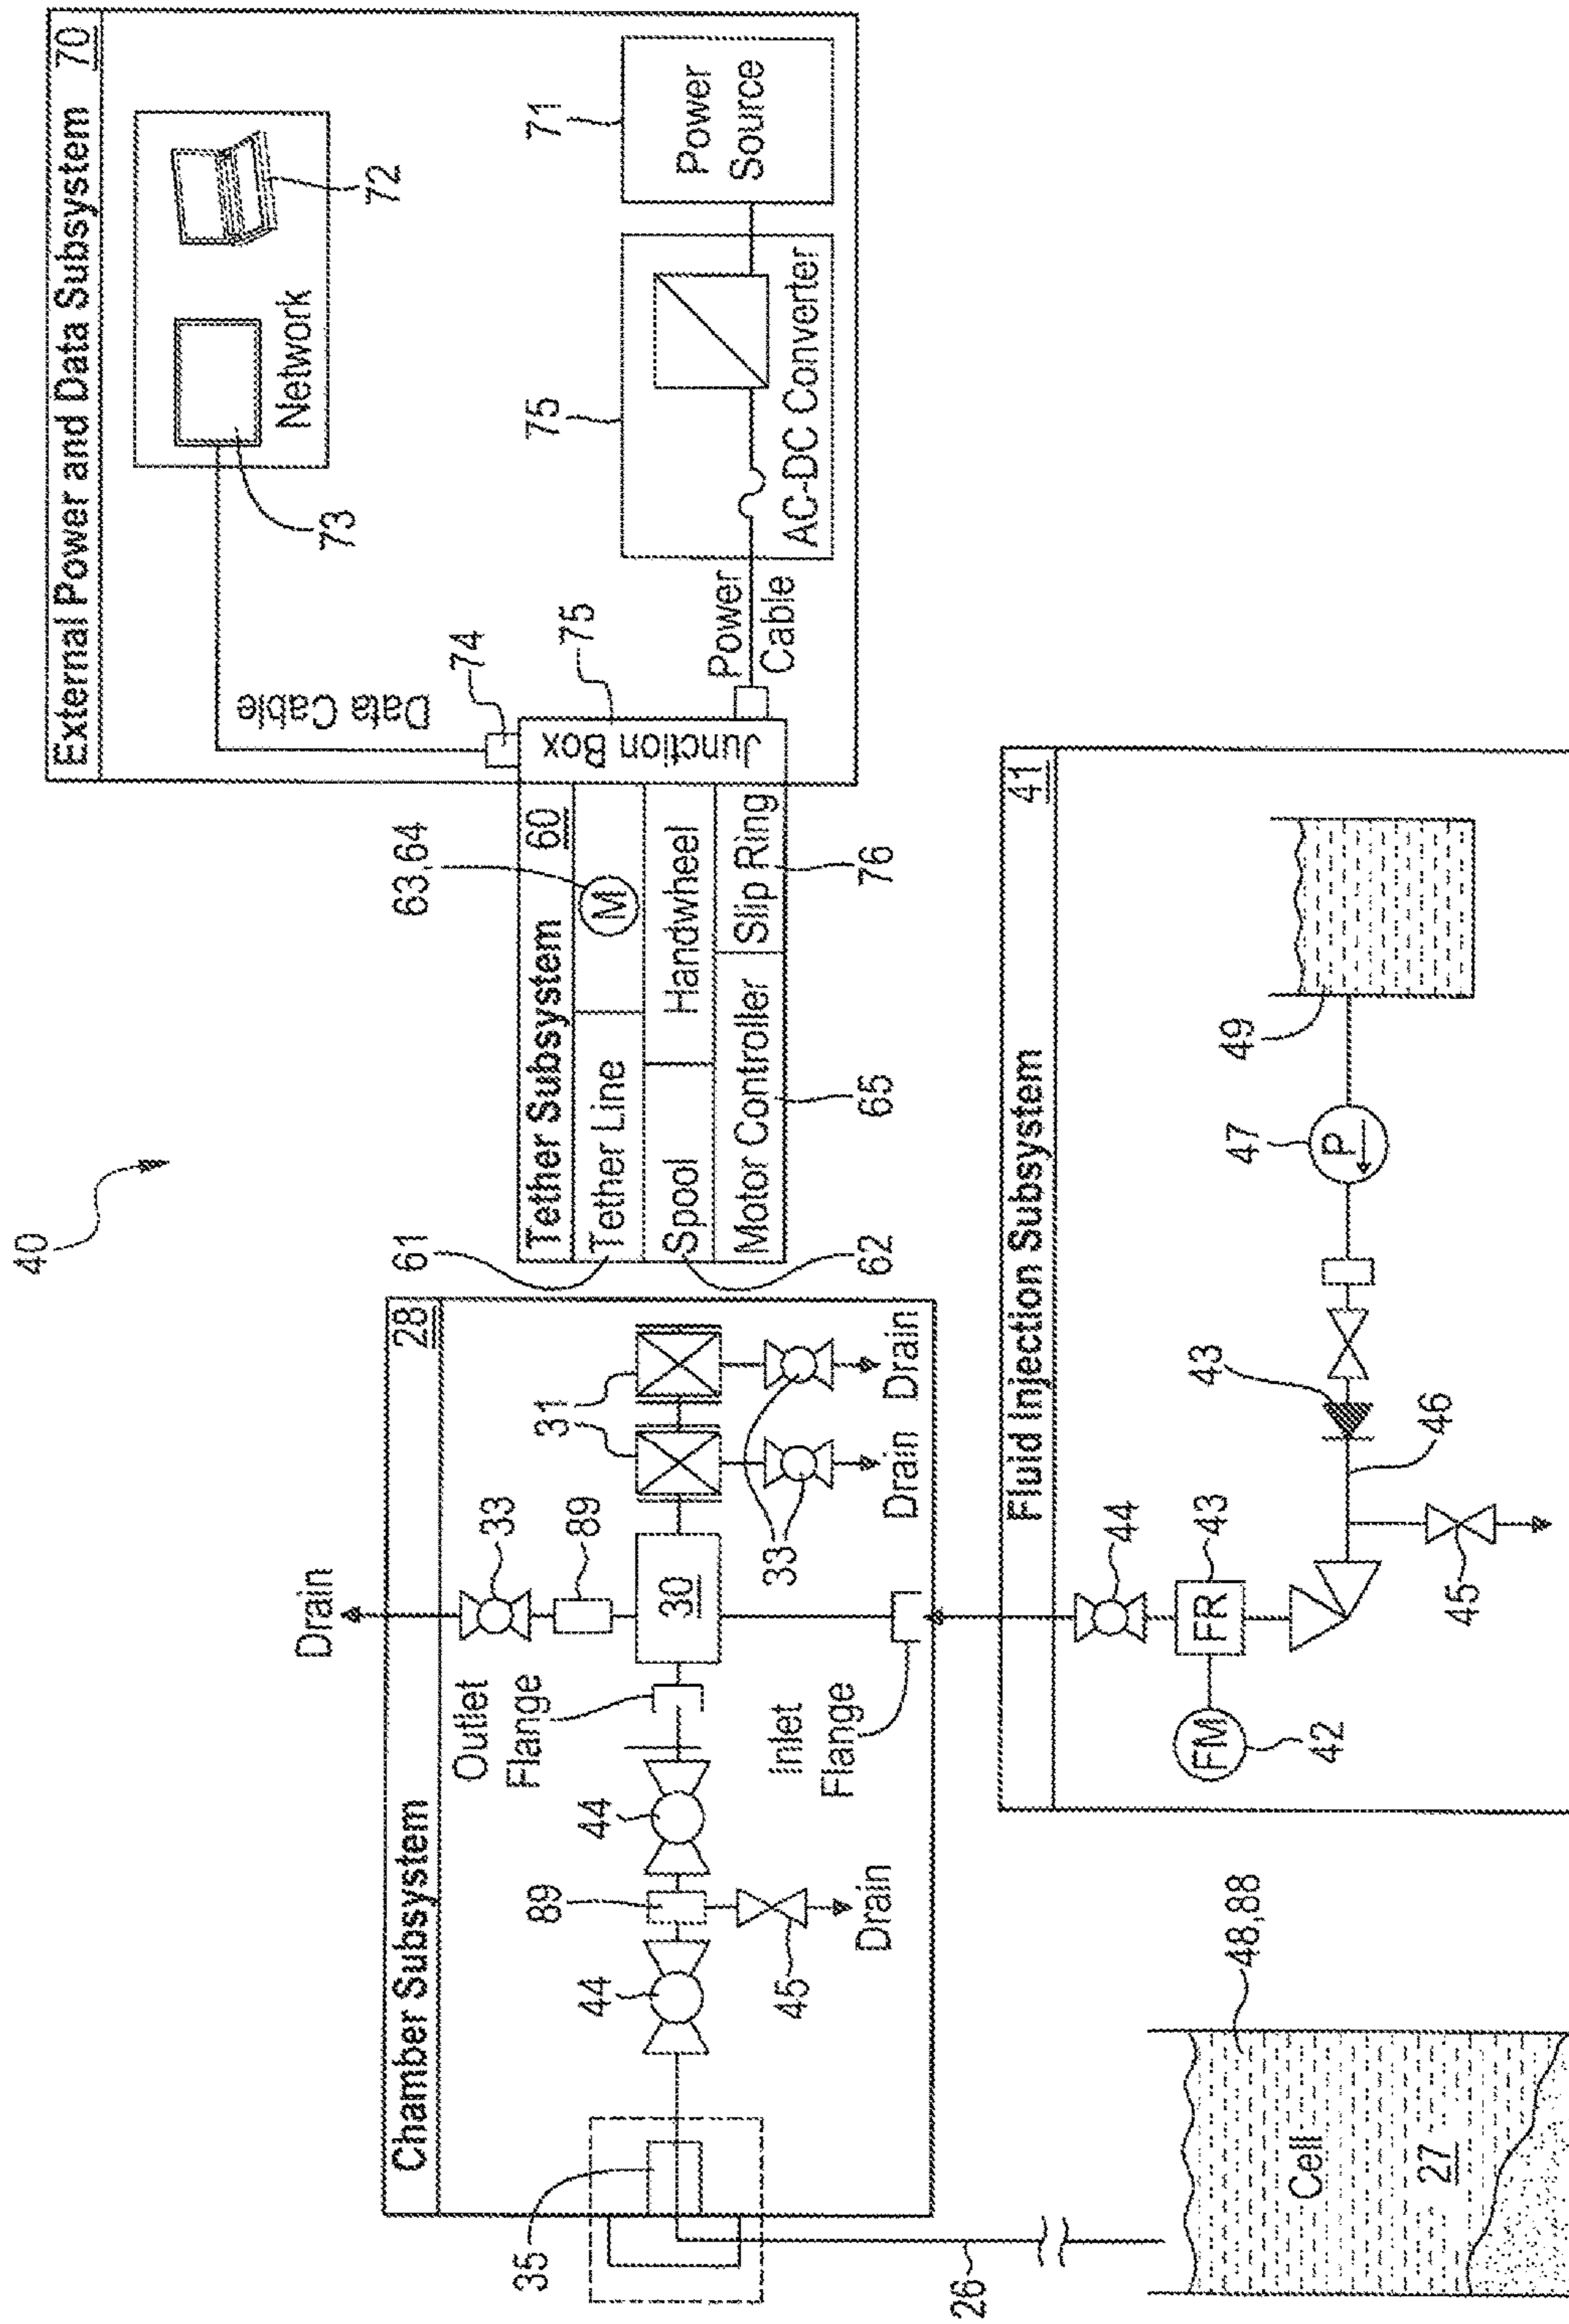 40
External Power and Data Subsystem 70
72
73
Network
Data Cable
74
75
Junction Box
Power
Cable
75
AC-DC Converter
71
Power
Source
Tether Subsystem 60
63,64
61
Tether Line
M
Spool
Handwheel
62
Motor Controller
Slip Ring
65
76
Chamber Subsystem
28
Drain
33
89
Outlet
Flange
30
31
33
Drain
Drain
Inlet
Flange
44
89
44
45
Drain
35
26
Fluid Injection Subsystem
41
44
43
FR
FM
42
45
46
43
47
P
49
48,88
Cell
27